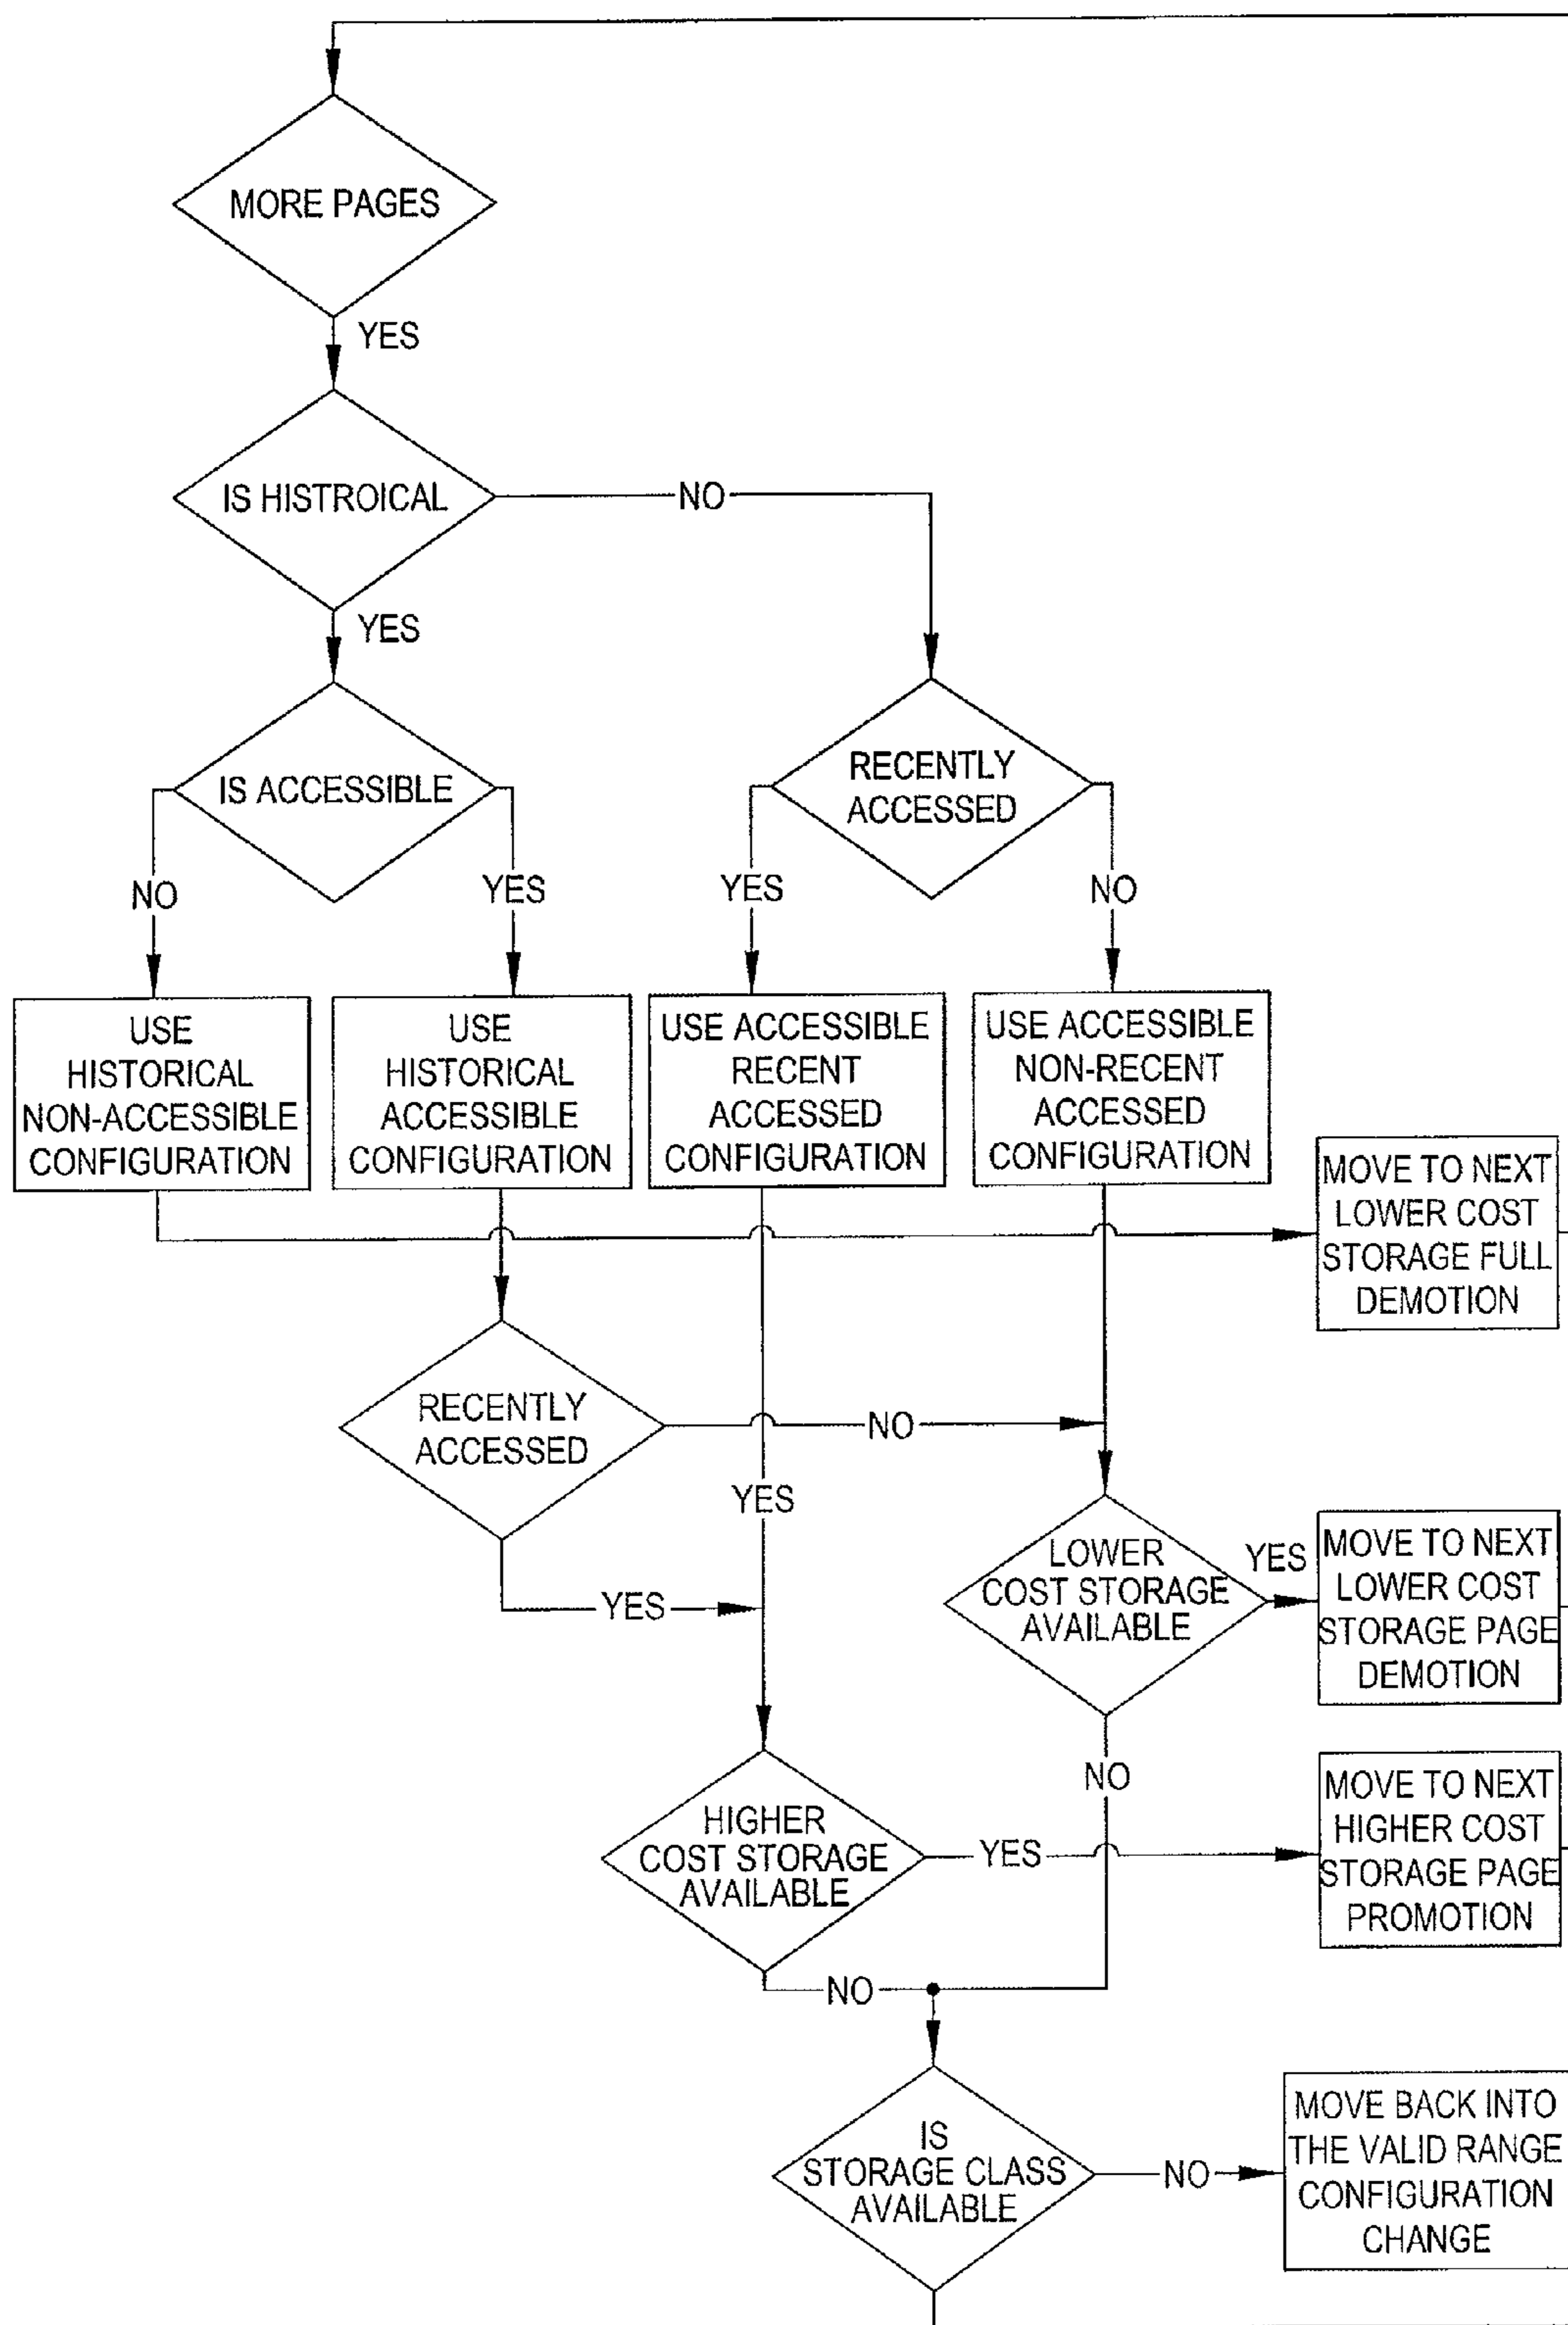 MORE PAGES
YES
IS HISTROICAL
NO
YES
IS ACCESSIBLE
RECENTLY
ACCESSED
NO
YES
YES
NO
USE
HISTORICAL
NON-ACCESSIBLE
CONFIGURATION
USE
HISTORICAL
ACCESSIBLE
CONFIGURATION
USE ACCESSIBLE
RECENT
ACCESSED
CONFIGURATION
USE ACCESSIBLE
NON-RECENT
ACCESSED
CONFIGURATION
MOVE TO NEXT
LOWER COST
STORAGE FULL
DEMOTION
RECENTLY
ACCESSED
NO
YES
YES
LOWER
COST STORAGE
AVAILABLE
YES
MOVE TO NEXT
LOWER COST
STORAGE PAGE
DEMOTION
NO
HIGHER
COST STORAGE
AVAILABLE
YES
MOVE TO NEXT
HIGHER COST
STORAGE PAGE
PROMOTION
NO
IS
STORAGE CLASS
AVAILABLE
NO
MOVE BACK INTO
THE VALID RANGE
CONFIGURATION
CHANGE